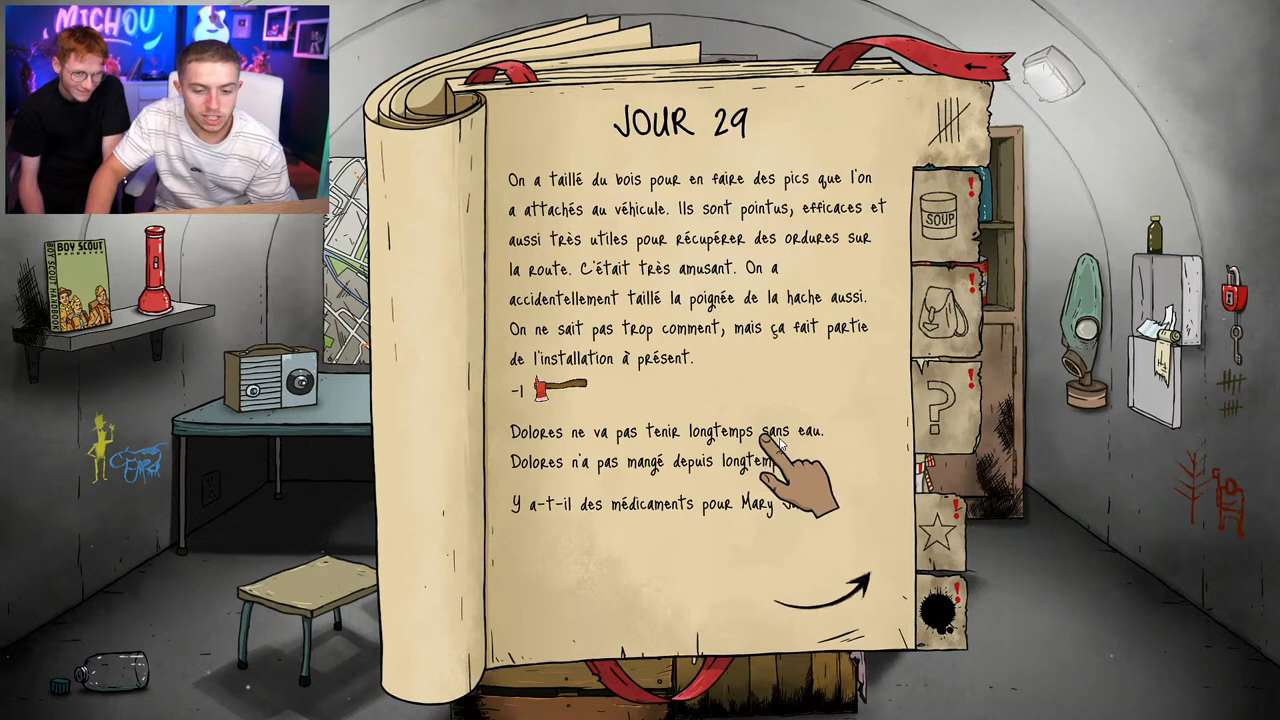 MICHOU
JOUR 29
On a taillé du bois pour en faire des pics que l'on
a attachés au véhicule. Ils sont pointus, efficaces et
aussi très utiles pour récupérer des ordures sur
la route. C'était très amusant. On a
accidentellement taillé la poignée de la hache aussi.
On ne sait pas trop comment, mais ça fait partie
de l'installation à présent.
-1
Dolores ne va pas tenir longtemps sans eau.
Dolores n'a pas mangé depuis
Y a-t-il des médicaments pour Mary
SOUP
!
!
?
!
!
!
BOY SCOUT
BOY SCOUT HANDBOOK